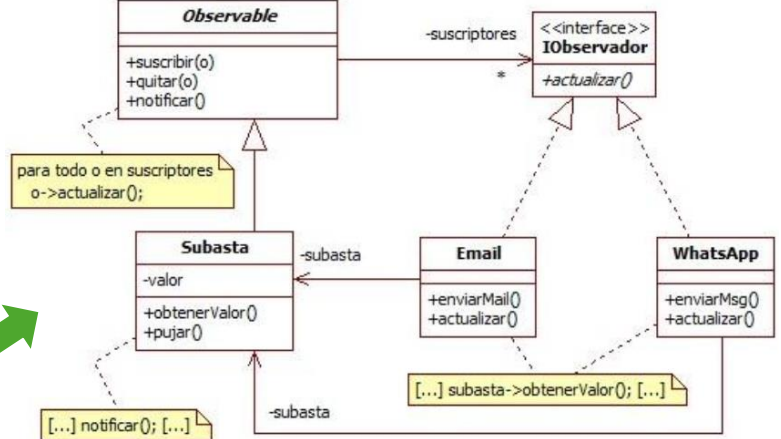 Observable
+suscribir(o)
+quitar(o)
+notificar()
-suscriptores
*
<<interface>>
IObservador
+actualizar()
para todo o en suscriptores
o->actualizar();
Subasta
-valor
+obtenerValor()
+pujar()
-subasta
Email
+enviarMail()
+actualizar()
WhatsApp
+enviarMsg()
+actualizar()
[...] subasta->obtenerValor(); [...]
[...] notificar(); [...]
-subasta